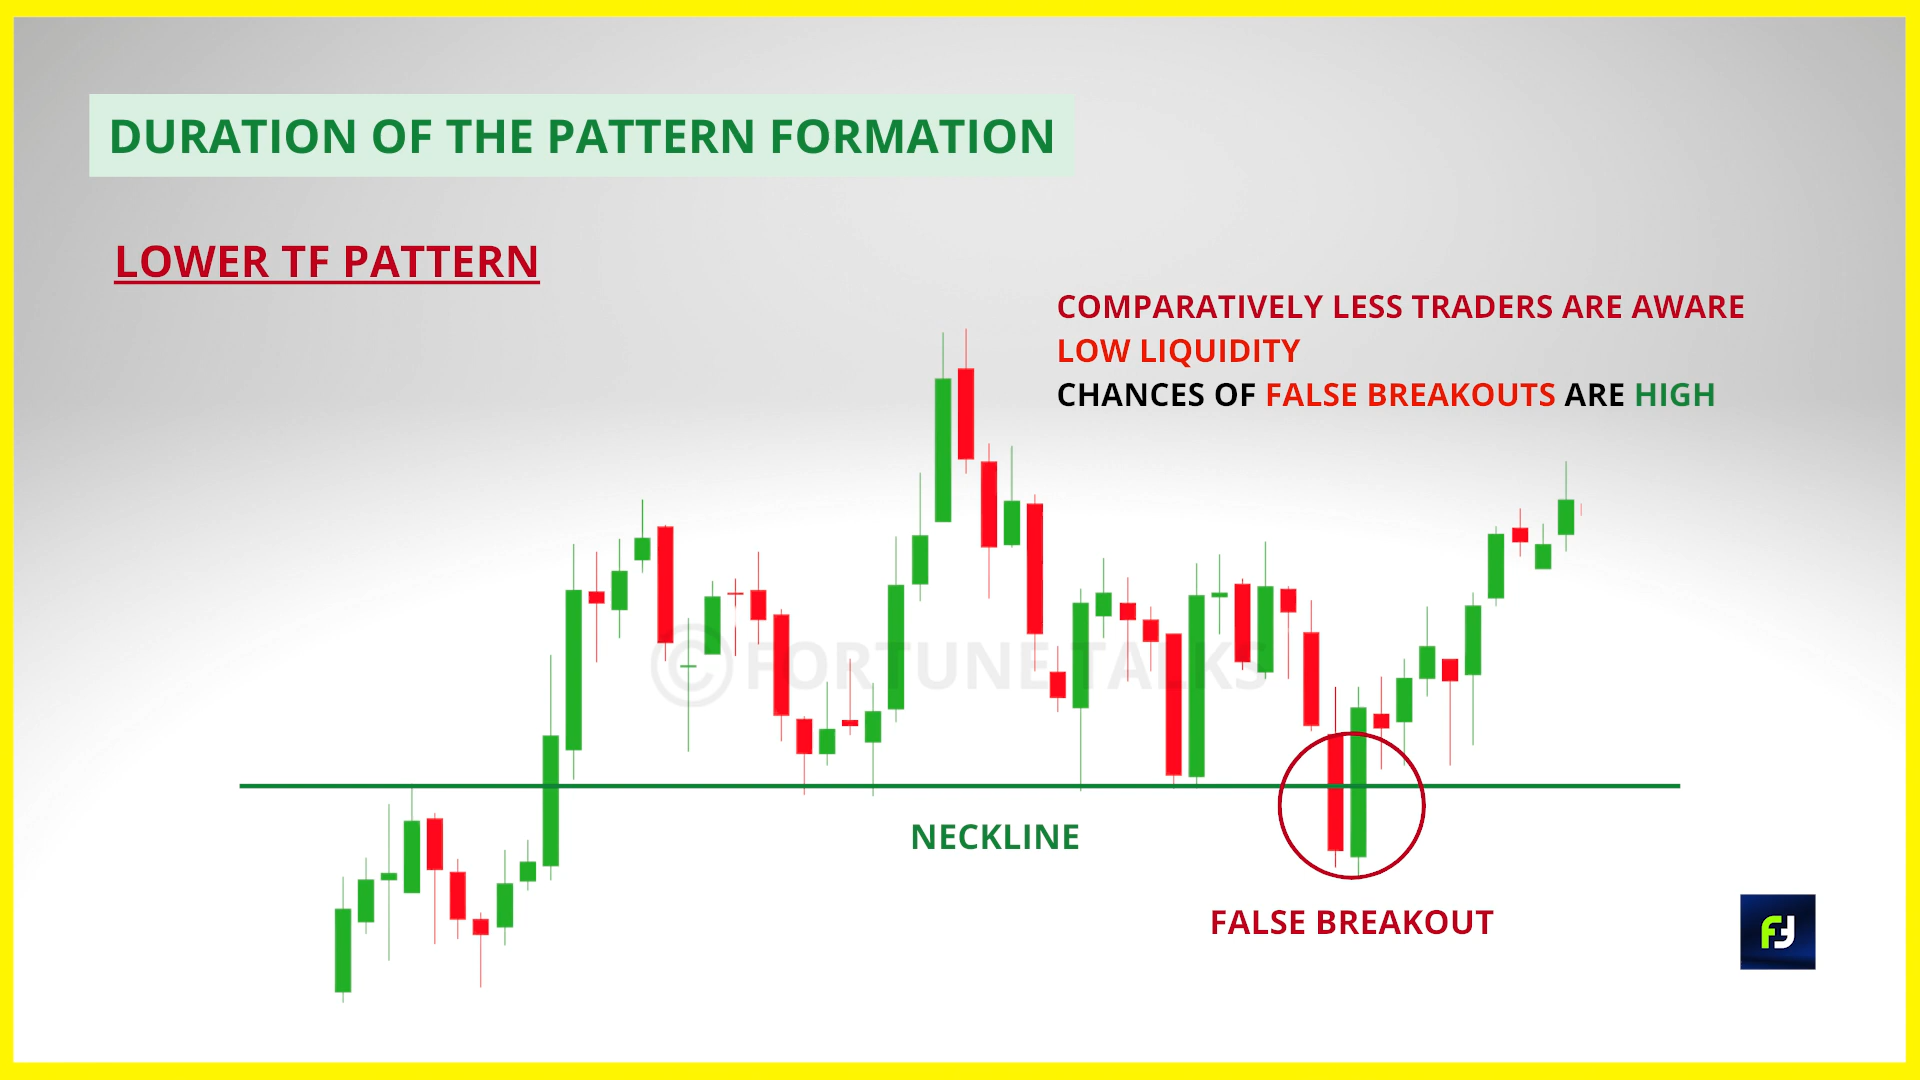 DURATION OF THE PATTERN FORMATION
LOWER TF PATTERN
COMPARATIVELY LESS TRADERS ARE AWARE
LOW LIQUIDITY
CHANCES OF FALSE BREAKOUTS ARE HIGH
© FORTUNE TALKS
NECKLINE
FALSE BREAKOUT